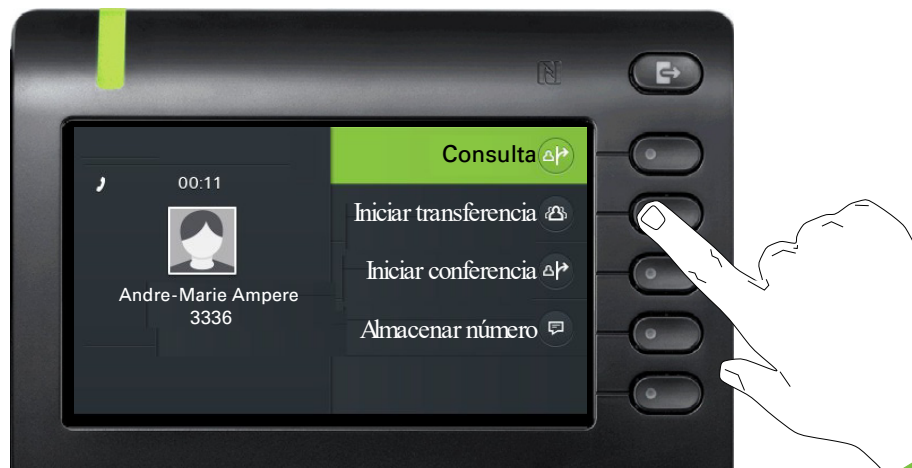 00:11
Andre-Marie Ampere
3336
Consulta
Iniciar transferencia
Iniciar conferencia
Almacenar número